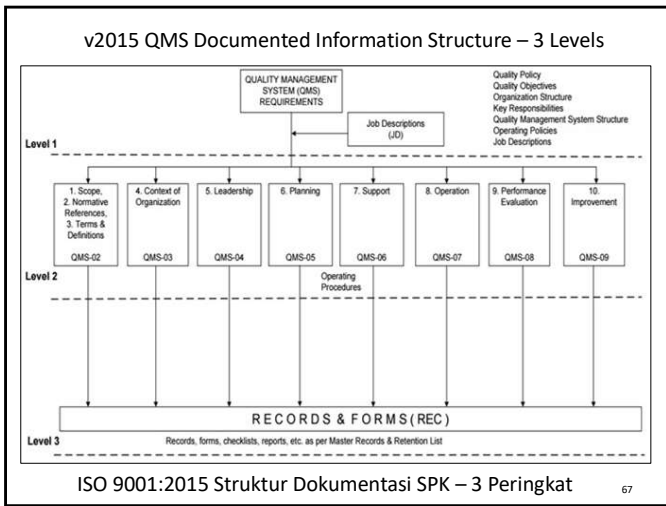 v2015 QMS Documented Information Structure – 3 Levels
QUALITY MANAGEMENT
SYSTEM (QMS)
REQUIREMENTS
Quality Policy
Quality Objectives
Organization Structure
Key Responsibilities
Quality Management System Structure
Operating Policies
Job Descriptions
Job Descriptions
(JD)
Level 1
1. Scope,
2. Normative
References,
3. Terms &
Definitions
QMS-02
4. Context of
Organization
QMS-03
5. Leadership
QMS-04
6. Planning
QMS-05
7. Support
QMS-06
8. Operation
QMS-07
9. Performance
Evaluation
QMS-08
10.
Improvement
QMS-09
Level 2
Operating
Procedures
RECORDS & FORMS (REC)
Level 3
Records, forms, checklists, reports, etc. as per Master Records & Retention List
ISO 9001:2015 Struktur Dokumentasi SPK – 3 Peringkat
67